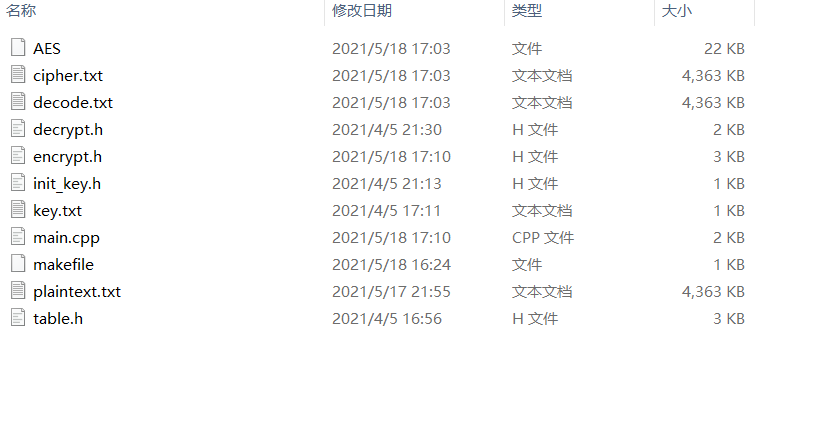 名称 修改日期 类型 大小
AES 2021/5/18 17:03 文件 22 KB
cipher.txt 2021/5/18 17:03 文本文档 4,363 KB
decode.txt 2021/5/18 17:03 文本文档 4,363 KB
decrypt.h 2021/4/5 21:30 H 文件 2 KB
encrypt.h 2021/5/18 17:10 H 文件 3 KB
init_key.h 2021/4/5 21:13 H 文件 1 KB
key.txt 2021/4/5 17:11 文本文档 1 KB
main.cpp 2021/5/18 17:10 CPP 文件 2 KB
makefile 2021/5/18 16:24 文件 1 KB
plaintext.txt 2021/5/17 21:55 文本文档 4,363 KB
table.h 2021/4/5 16:56 H 文件 3 KB